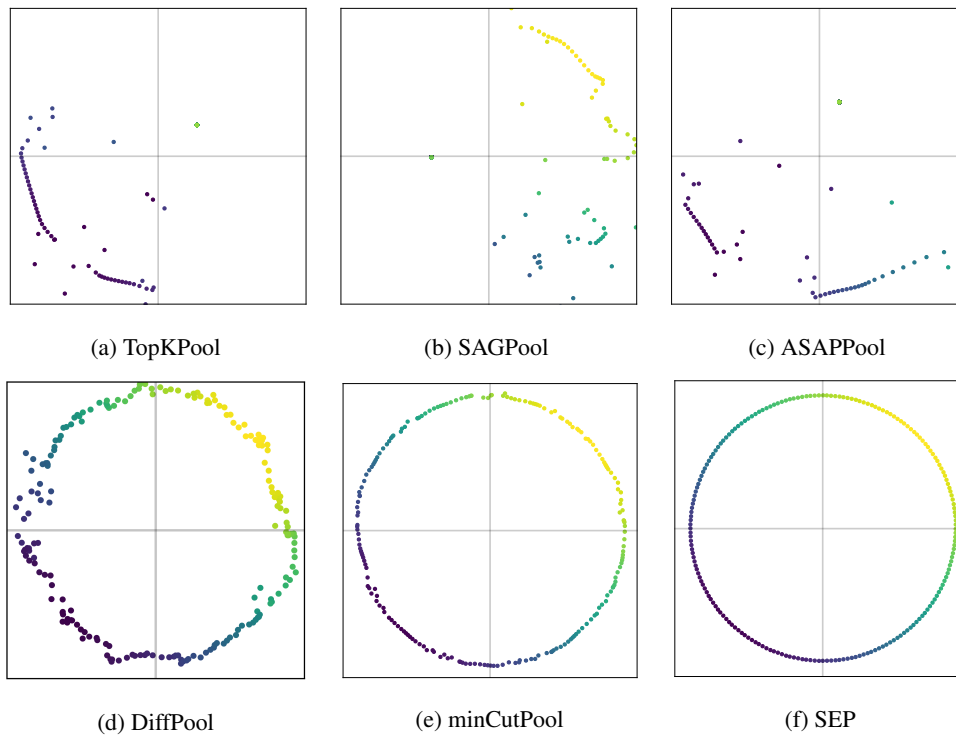 (a) TopKPool
(b) SAGPool
(c) ASAPPool
(d) DiffPool
(e) minCutPool
(f) SEP